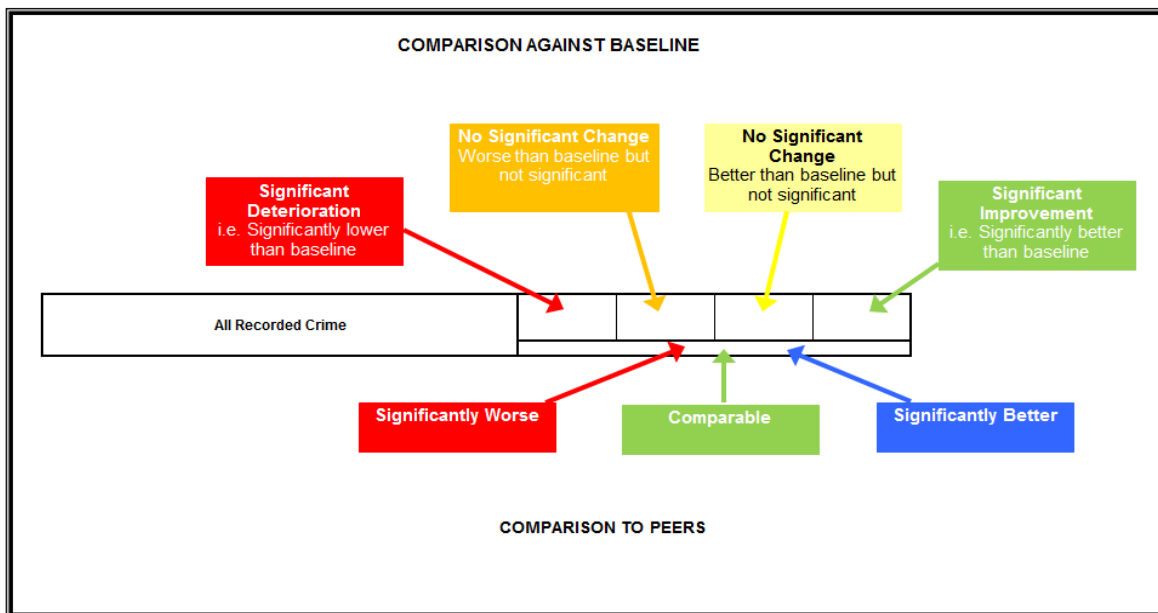 COMPARISON AGAINST BASELINE
No Significant Change
Worse than baseline but
not significant
No Significant
Change
Better than baseline but
not significant
Significant
Deterioration
i.e. Significantly lower
than baseline
Significant
Improvement
i.e. Significantly better
than baseline
All Recorded Crime
Significantly Worse
Comparable
Significantly Better
COMPARISON TO PEERS